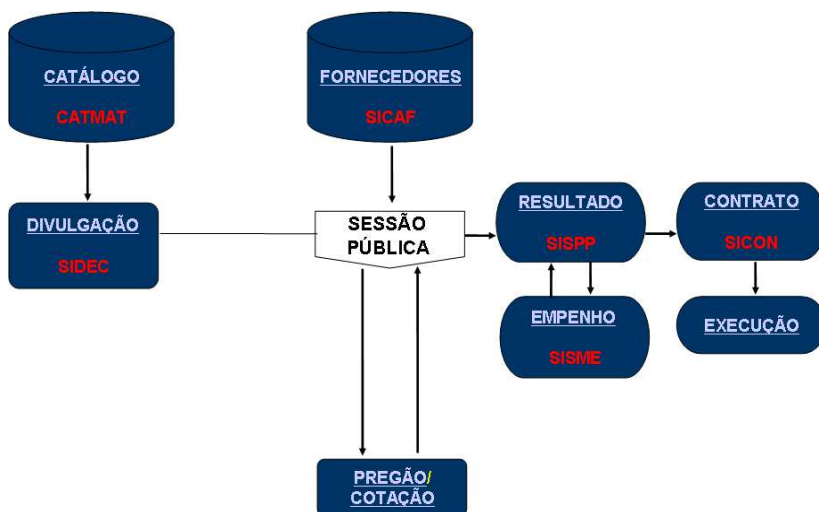 CATÁLOGO
CATMAT
FORNECEDORES
SICAF
DIVULGAÇÃO
SIDEC
SESSÃO
PÚBLICA
RESULTADO
SISPP
CONTRATO
SICON
EMPENHO
SISME
EXECUÇÃO
PREGÃO/
COTAÇÃO